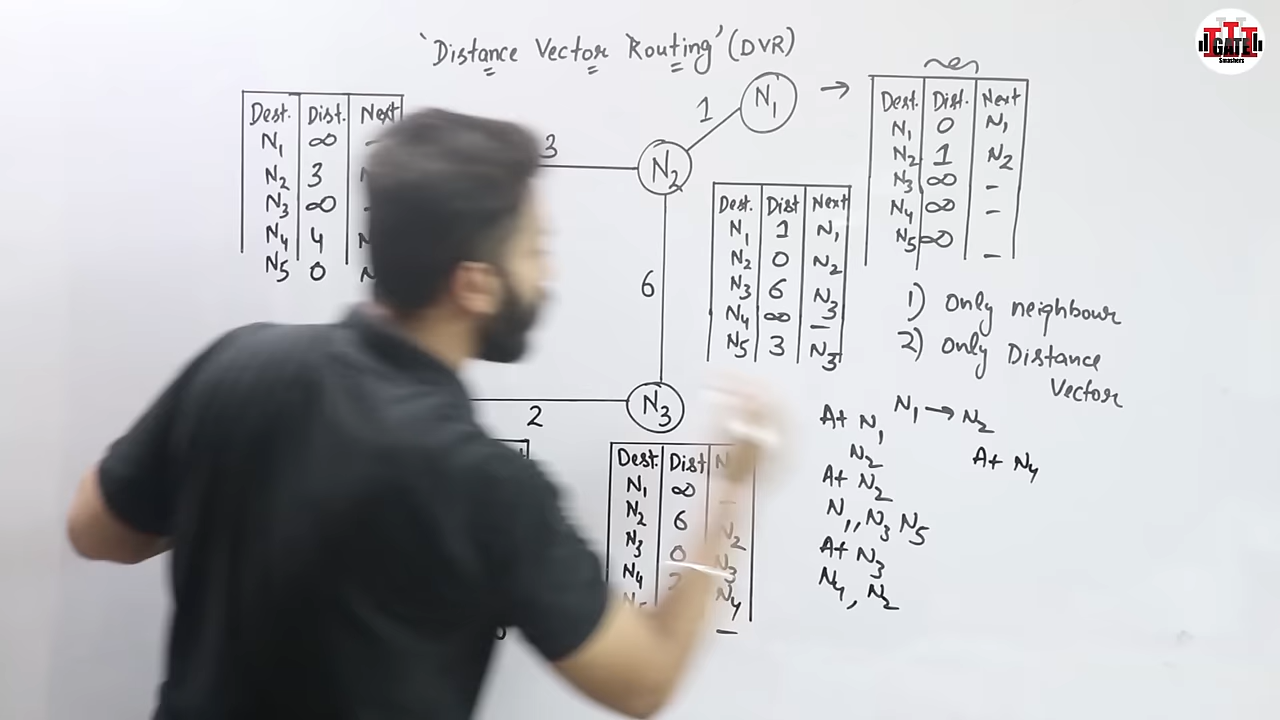 'Distance Vector Routing' (DVR)
GATE
Smashers
Dest. Dist. Next
N1 ∞ -
N2 3 N
N3 ∞ -
N4 4 N
N5 0 N
3
N2
1
N1
→
6
2
N3
Dest. Dist. Next
N1 0 N1
N2 1 N2
N3 ∞ -
N4 ∞ -
N5 ∞ -
Dest. Dist Next
N1 1 N1
N2 0 N2
N3 6 N3
N4 ∞ -
N5 3 N3
1) only neighbour
2) only Distance
Vector
Dest. Dist N
N1 ∞ -
N2 6 N2
N3 0 N3
N4 N4
-
At N1 N1 → N2
N2 At N4
At N2
N1, N3 N5
At N3
N4, N2